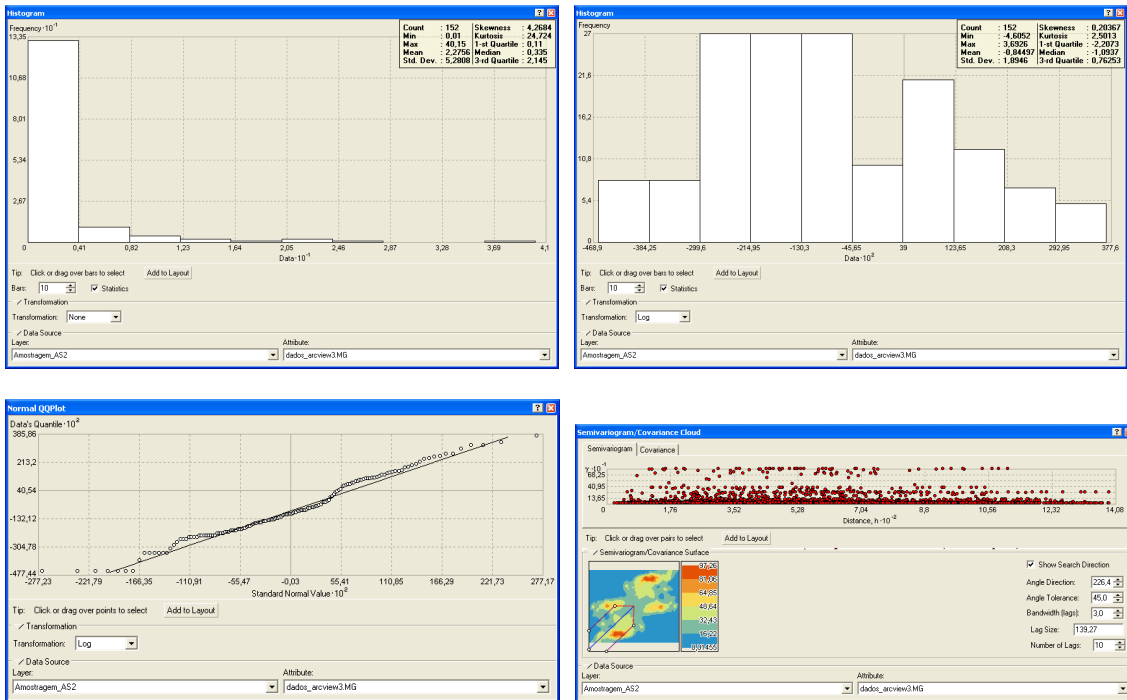 Histogram
Frequency·10⁻¹
13,35
10,68
8,01
5,34
2,67
0 0,41 0,82 1,23 1,64 2,05 2,46 2,87 3,28 3,69 4,1
Data·10⁻¹
Count : 152 Skewness : 4,2684
Min : 0,01 Kurtosis : 24,724
Max : 40,15 1-st Quartile : 0,11
Mean : 2,2756 Median : 0,335
Std. Dev. : 5,2808 3-rd Quartile : 2,145
Tip: Click or drag over bars to select Add to Layout
Bars: 10 Statistics
Transformation
Transformation: None
Data Source
Layer: Attribute:
Amostragem_AS2 dados_arcview3.MG
Histogram
Frequency
27
21,6
16,2
10,8
5,4
0
-468,9 -384,25 -299,6 -214,95 -130,3 -45,65 39 123,65 208,3 292,95 377,6
Data·10²
Count : 152 Skewness : 0,20367
Min : -4,6052 Kurtosis : 2,5013
Max : 3,6926 1-st Quartile : -2,2073
Mean : -0,84497 Median : -1,0937
Std. Dev. : 1,8946 3-rd Quartile : 0,76253
Tip: Click or drag over bars to select Add to Layout
Bars: 10 Statistics
Transformation
Transformation: Log
Data Source
Layer: Attribute:
Amostragem_AS2 dados_arcview3.MG
Normal QQPlot
Data's Quantile·10²
385,86
213,2
40,54
-132,12
-304,78
-477,44
-277,23 -221,79 -166,35 -110,91 -55,47 -0,03 55,41 110,85 166,29 221,73 277,17
Standard Normal Value·10²
Tip: Click or drag over points to select Add to Layout
Transformation
Transformation: Log
Data Source
Layer: Attribute:
Amostragem_AS2 dados_arcview3.MG
Semivariogram/Covariance Cloud
Semivariogram Covariance
γ·10⁻¹
68,25
40,95
13,65
0 1,76 3,52 5,28 7,04 8,8 10,56 12,32 14,08
Distance, h·10⁻²
Tip: Click or drag over pairs to select Add to Layout
Semivariogram/Covariance Surface
97,26
81,06
64,85
48,64
32,43
16,22
0,01455
Show Search Direction
Angle Direction: 226,4
Angle Tolerance: 45,0
Bandwidth (lags): 3,0
Lag Size: 139,27
Number of Lags: 10
Data Source
Layer: Attribute:
Amostragem_AS2 dados_arcview3.MG